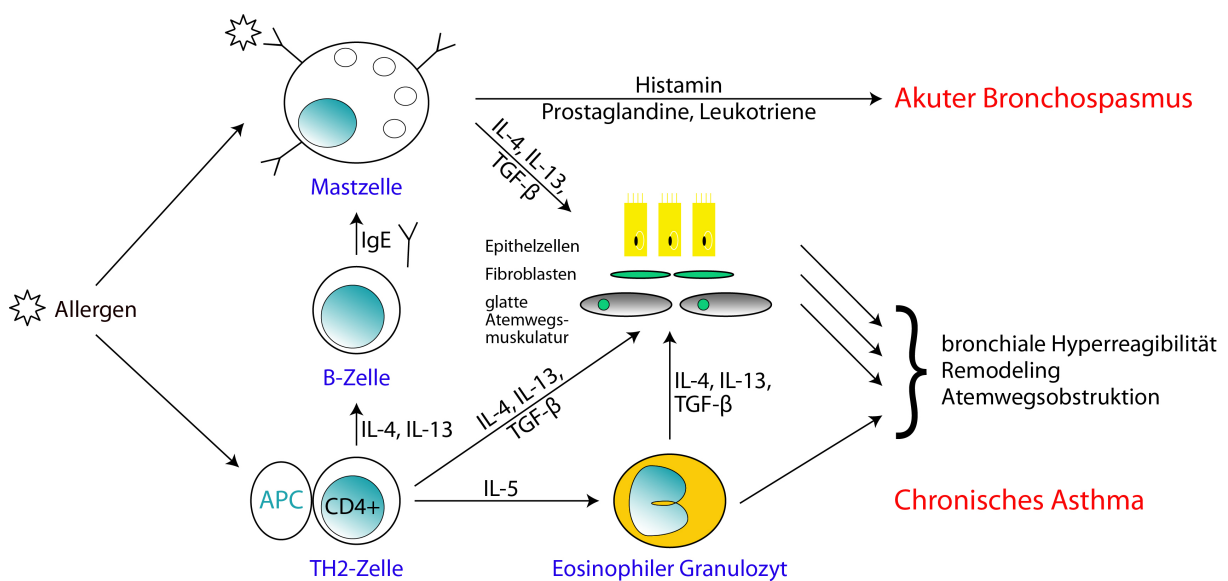 Histamin
Prostaglandine, Leukotriene
Akuter Bronchospasmus
IL-4, IL-13,
TGF-β
Mastzelle
IgE
Epithelzellen
Fibroblasten
glatte
Atemwegs-
muskulatur
Allergen
B-Zelle
bronchiale Hyperreagibilität
Remodeling
Atemwegsobstruktion
IL-4, IL-13
IL-4, IL-13,
TGF-β
IL-4, IL-13,
TGF-β
APC
CD4+
IL-5
Chronisches Asthma
TH2-Zelle
Eosinophiler Granulozyt